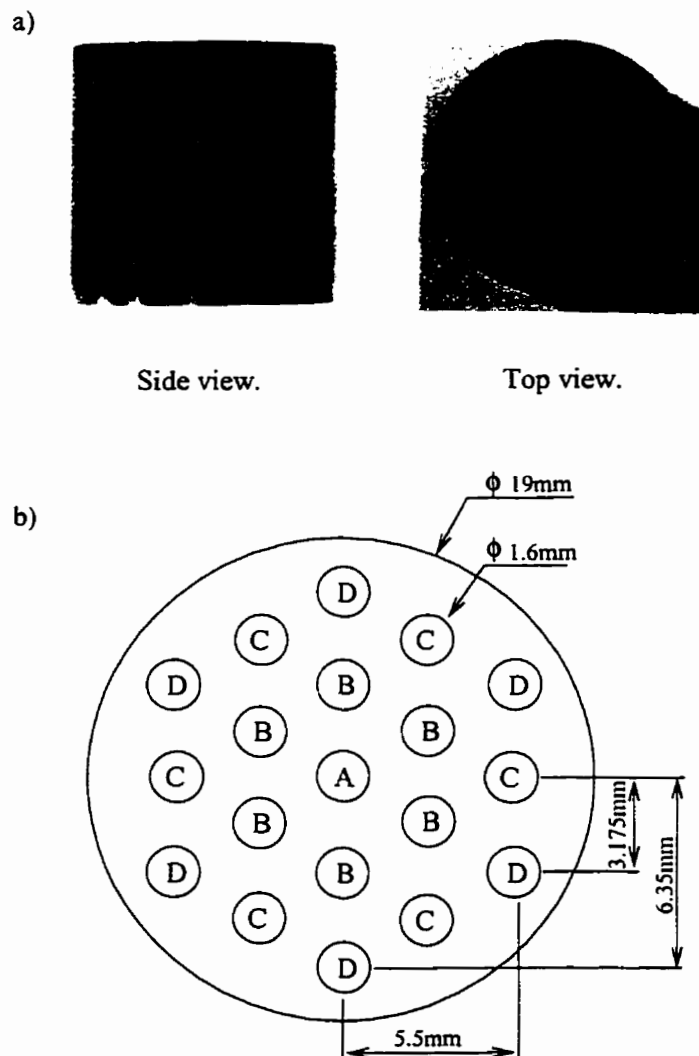 a)
Side view.
Top view.
b)
ϕ 19mm
ϕ 1.6mm
D
C C
D B D
B B
C A C
B B
D B D
C C
D
3.175mm
6.35mm
5.5mm